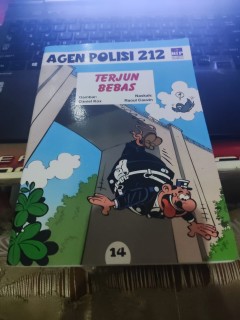 AGEN POLISI 212
TERJUN
BEBAS
Gambar: Naskah:
Daniel Kox Raoul Cauvin
14